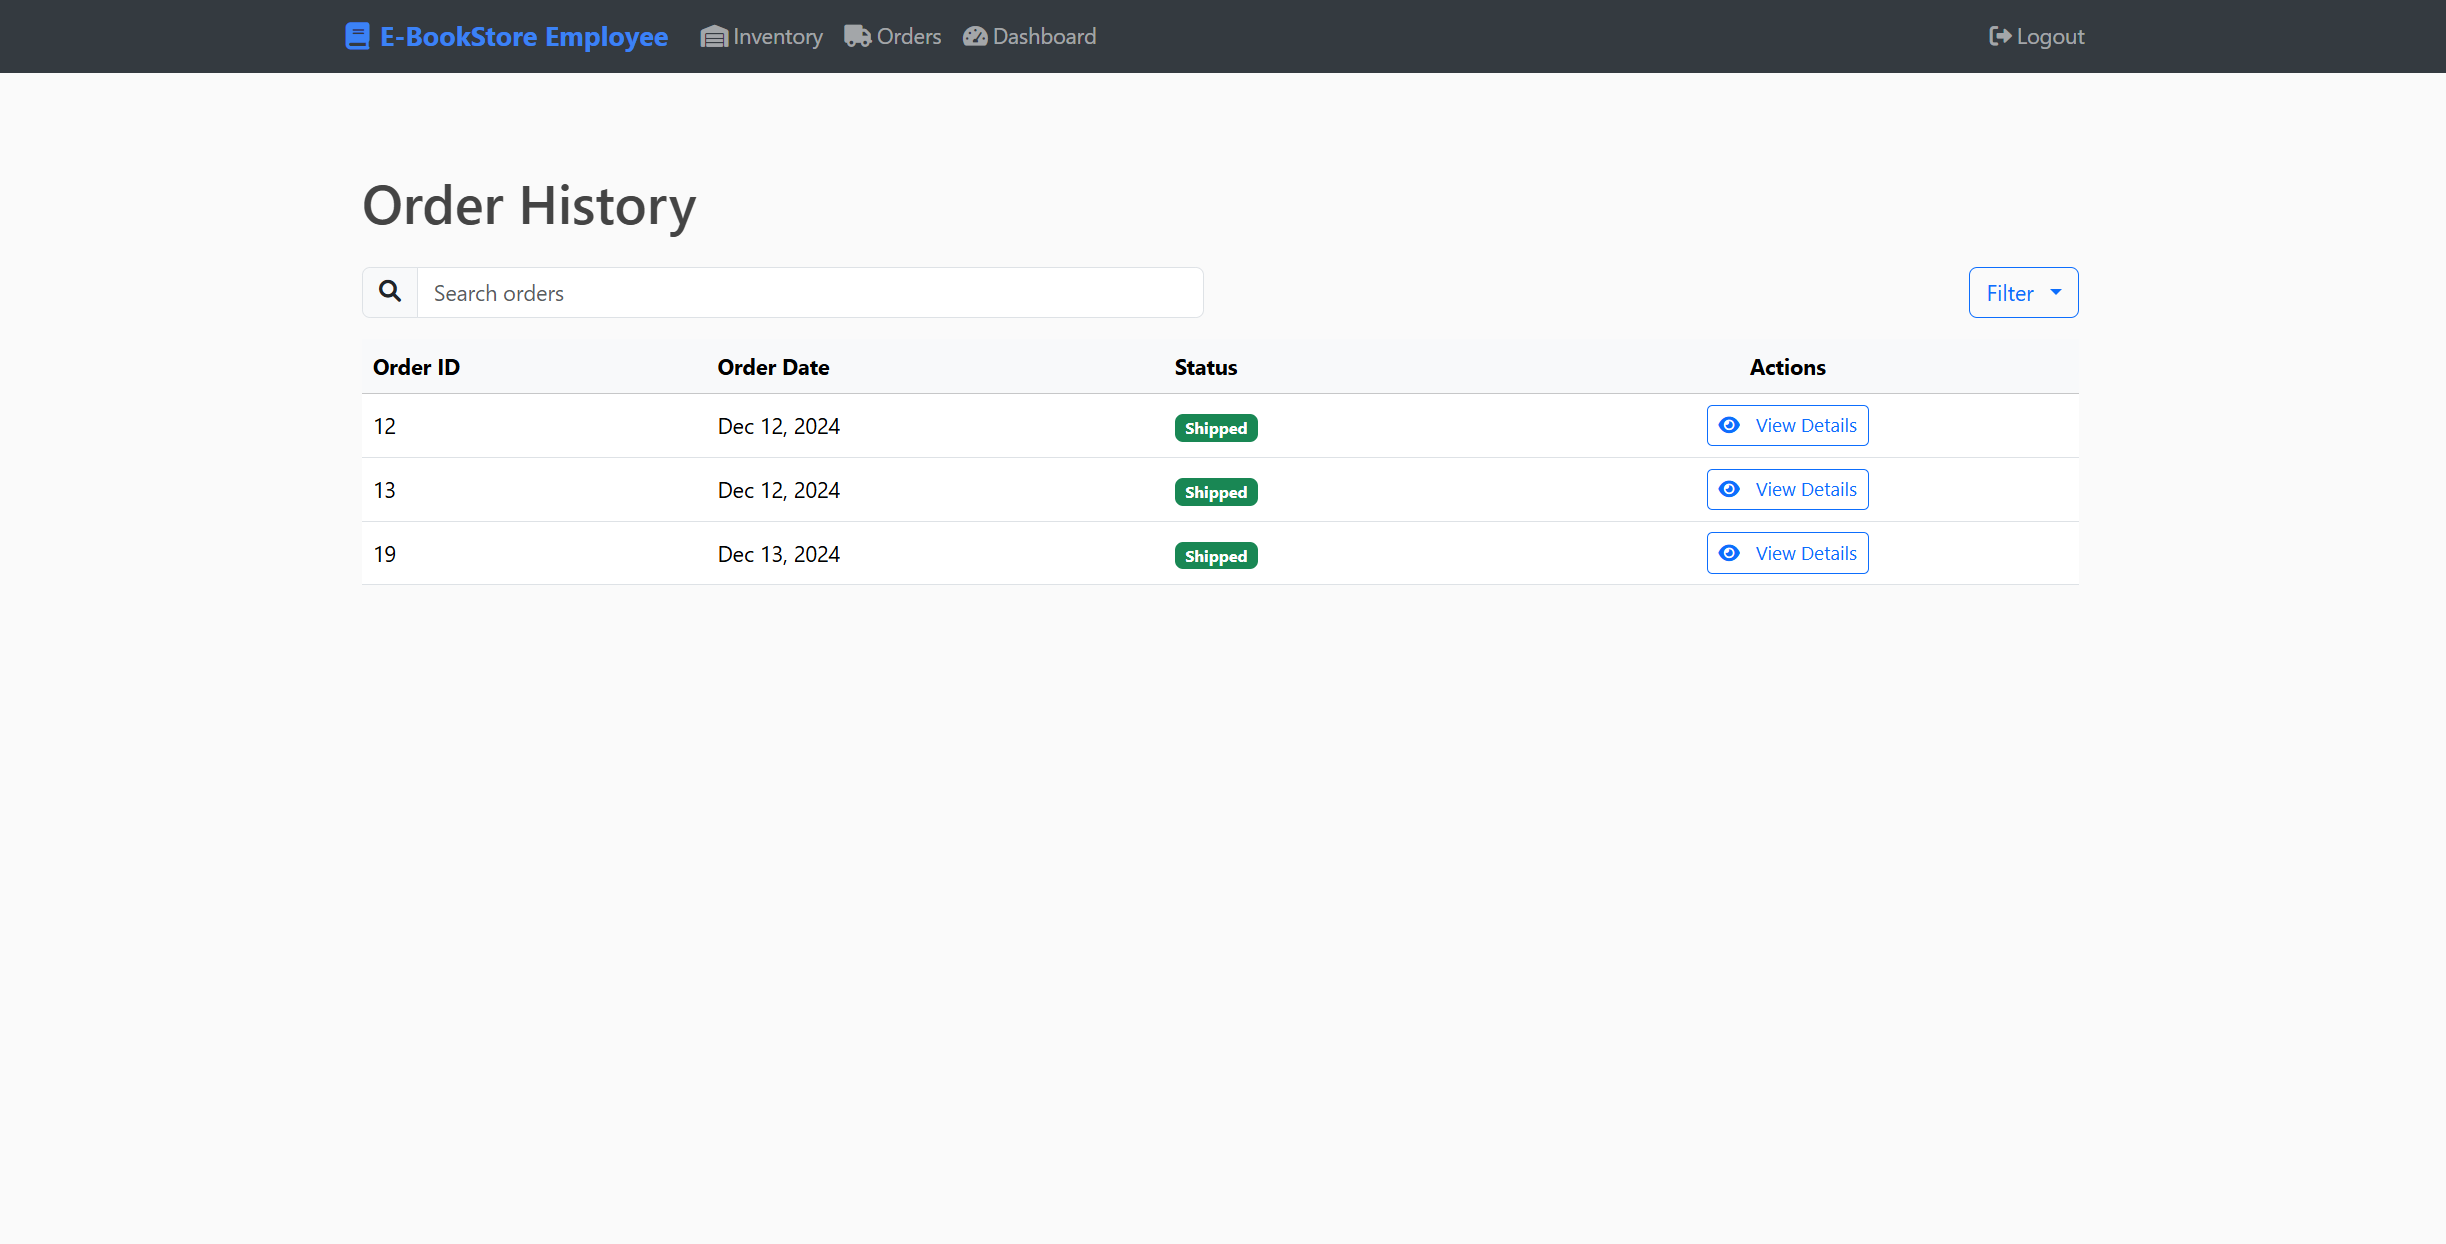 E-BookStore Employee Inventory Orders Dashboard Logout
Order History
Search orders Filter
Order ID Order Date Status Actions
12 Dec 12, 2024 Shipped View Details
13 Dec 12, 2024 Shipped View Details
19 Dec 13, 2024 Shipped View Details